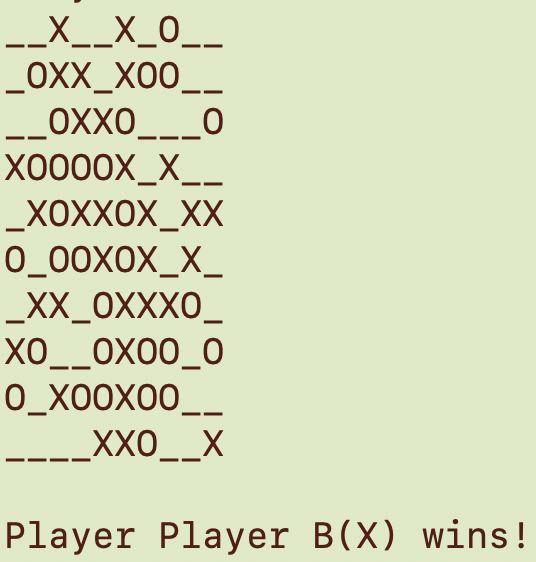 __X__X_O__
_OXX_XOO__
__OXXO___O
XOOOOX_X__
_XOXXOX_XX
O_OOXOX_X_
_XX_OXXXO_
XO__OXOO_O
O_XOOXOO__
____XXO__X
Player Player B(X) wins!